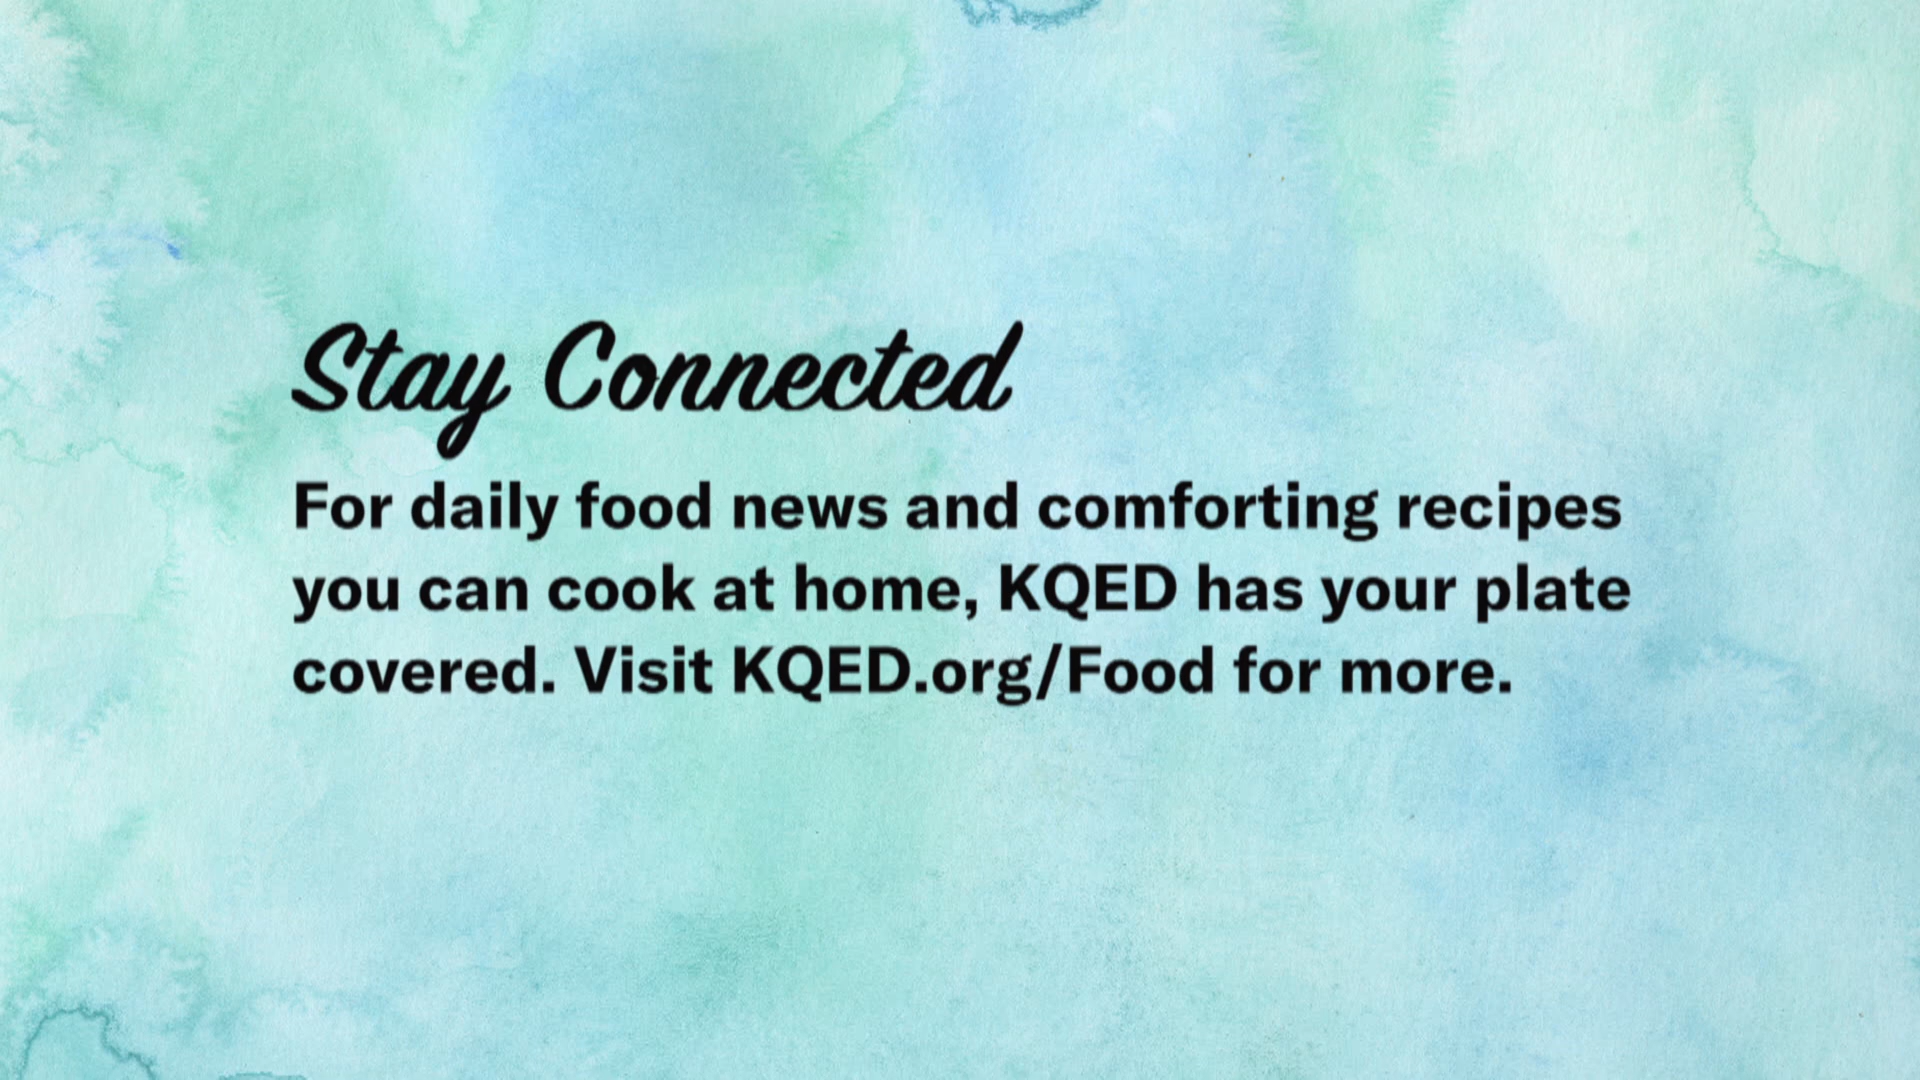 Stay Connected
For daily food news and comforting recipes
you can cook at home, KQED has your plate
covered. Visit KQED.org/Food for more.